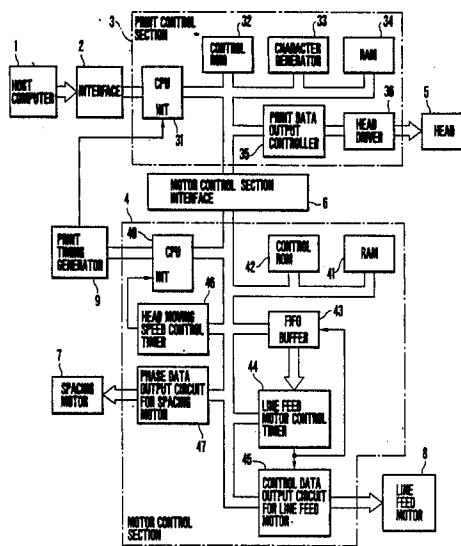 3
PRINT CONTROL
SECTION
32
CONTROL
ROM
33
CHARACTER
GENERATOR
34
RAM
1
HOST
COMPUTER
2
INTERFACE
CPU
INT
31
PRINT DATA
OUTPUT
CONTROLLER
35
36
HEAD
DRIVER
5
HEAD
MOTOR CONTROL SECTION
INTERFACE
6
4
40
CPU
INT
PRINT
TIMING
GENERATOR
9
CONTROL
ROM
42
RAM
41
46
HEAD MOVING
SPEED CONTROL
TIMER
43
FIFO
BUFFER
7
SPACING
MOTOR
PHASE DATA
OUTPUT CIRCUIT
FOR SPACING
MOTOR
47
44
LINE FEED
MOTOR CONTROL
TIMER
45
CONTROL DATA
OUTPUT CIRCUIT
FOR LINE FEED
MOTOR
8
LINE
FEED
MOTOR
MOTOR CONTROL
SECTION